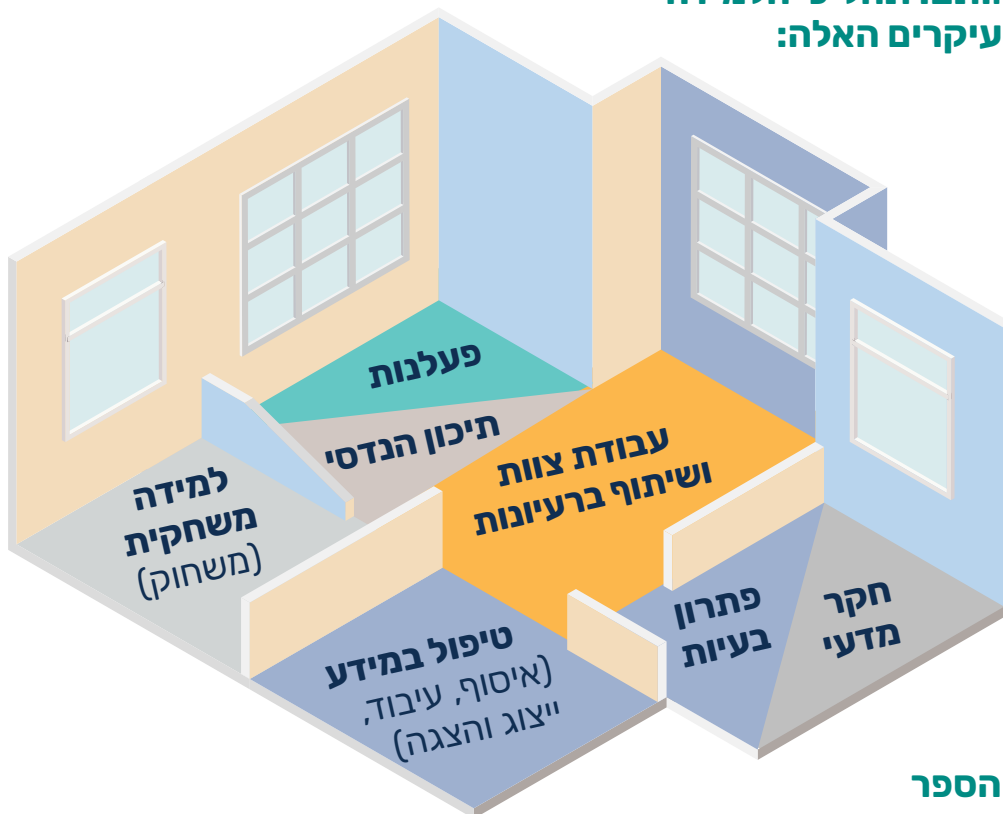 עיקרים האלה:
פעלנות
תיכון הנדסי
עבודת צוות
ושיתוף ברעיונות
למידה
משחקית
(משחוק)
פתרון
בעיות
חקר
מדעי
טיפול במידע
(איסוף, עיבוד,
ייצוג והצגה)
הספר